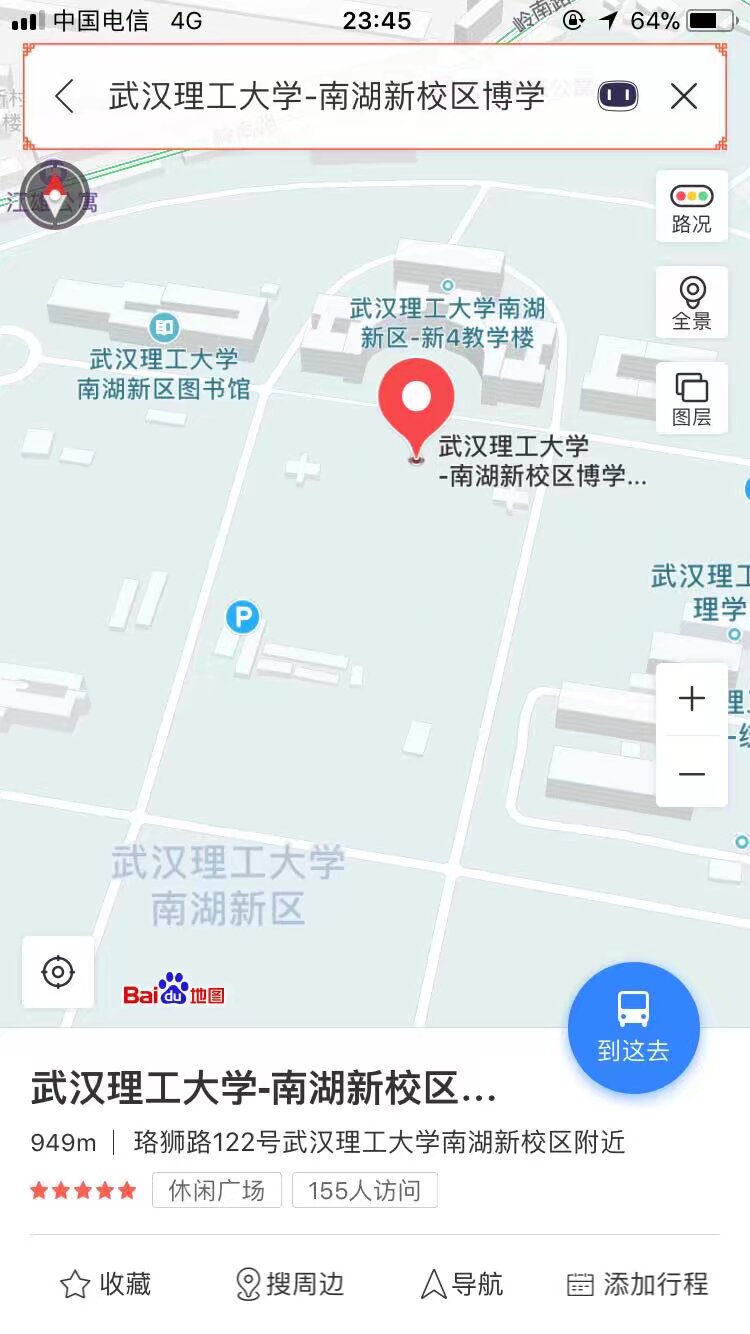 中国电信 4G 23:45 64%
岭南路
武汉理工大学-南湖新校区博学
路况
全景
图层
武汉理工大学南湖
新区-新4教学楼
武汉理工大学
南湖新区图书馆
武汉理工大学
-南湖新校区博学...
武汉理工
理学
P
武汉理工大学
南湖新区
Bai du 地图
到这去
武汉理工大学-南湖新校区...
949m 珞狮路122号武汉理工大学南湖新校区附近
休闲广场 155人访问
收藏 搜周边 导航 添加行程